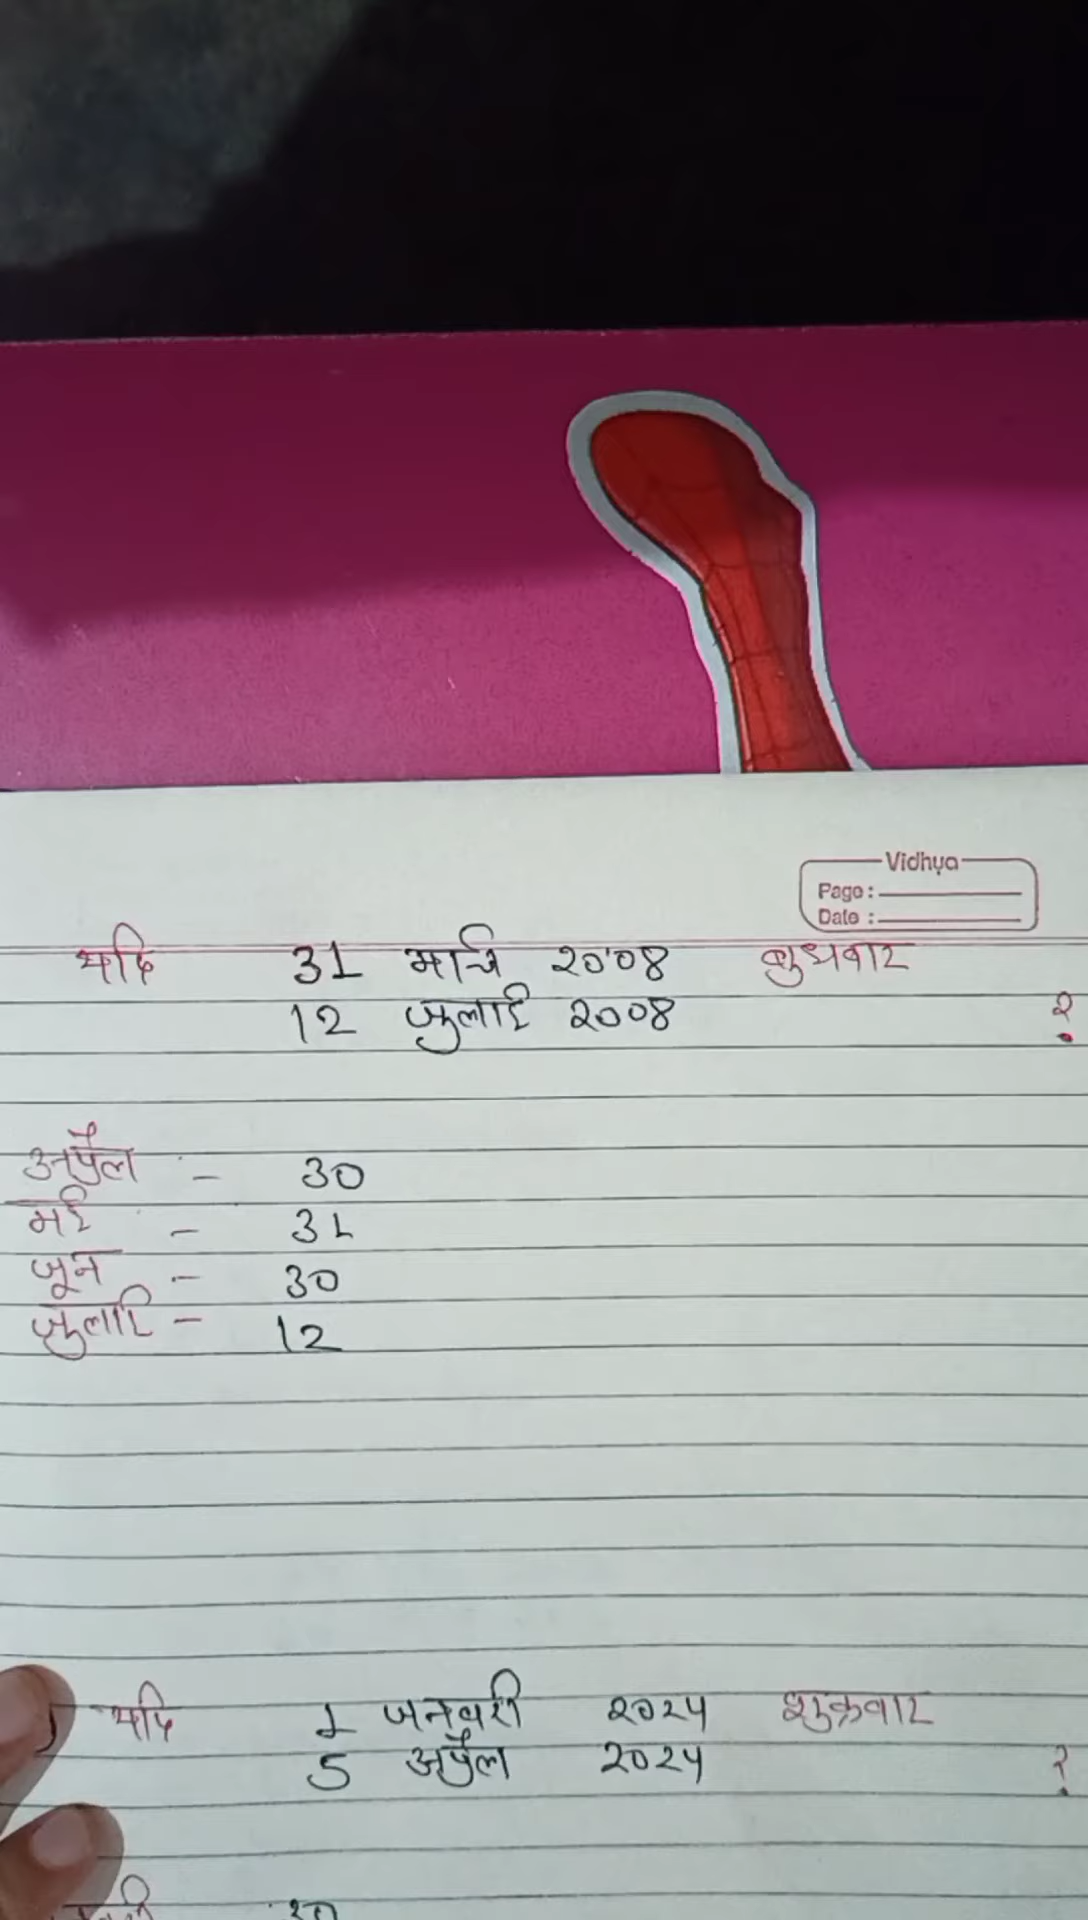 Vidhya
Page :
Date :
यदि 31 मार्च 2008 बुधवार
12 जुलाई 2008 ?
अप्रैल - 30
मई - 31
जून - 30
जुलाई - 12
यदि 1 जनवरी 2024 शुक्रवार
5 अप्रैल 2024 ?
30